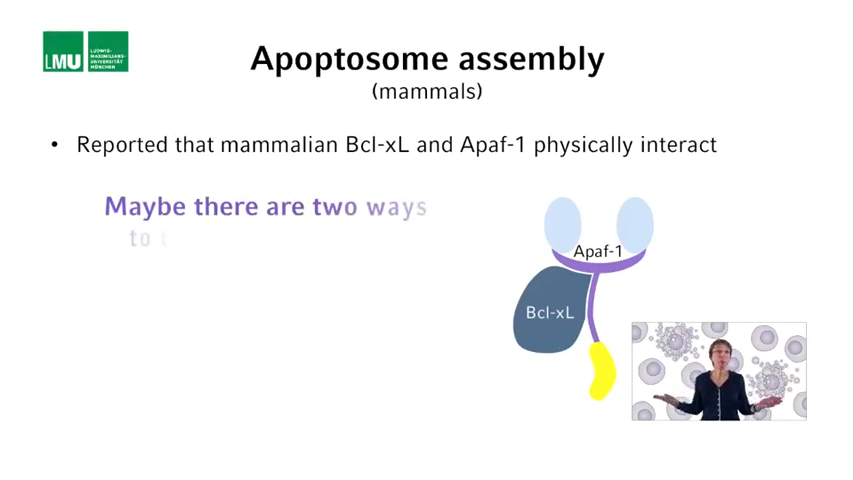 LMU
LUDWIG-
MAXIMILIANS-
UNIVERSITÄT
MÜNCHEN
Apoptosome assembly
(mammals)
• Reported that mammalian Bcl-xL and Apaf-1 physically interact
Maybe there are two ways
to
Apaf-1
Bcl-xL